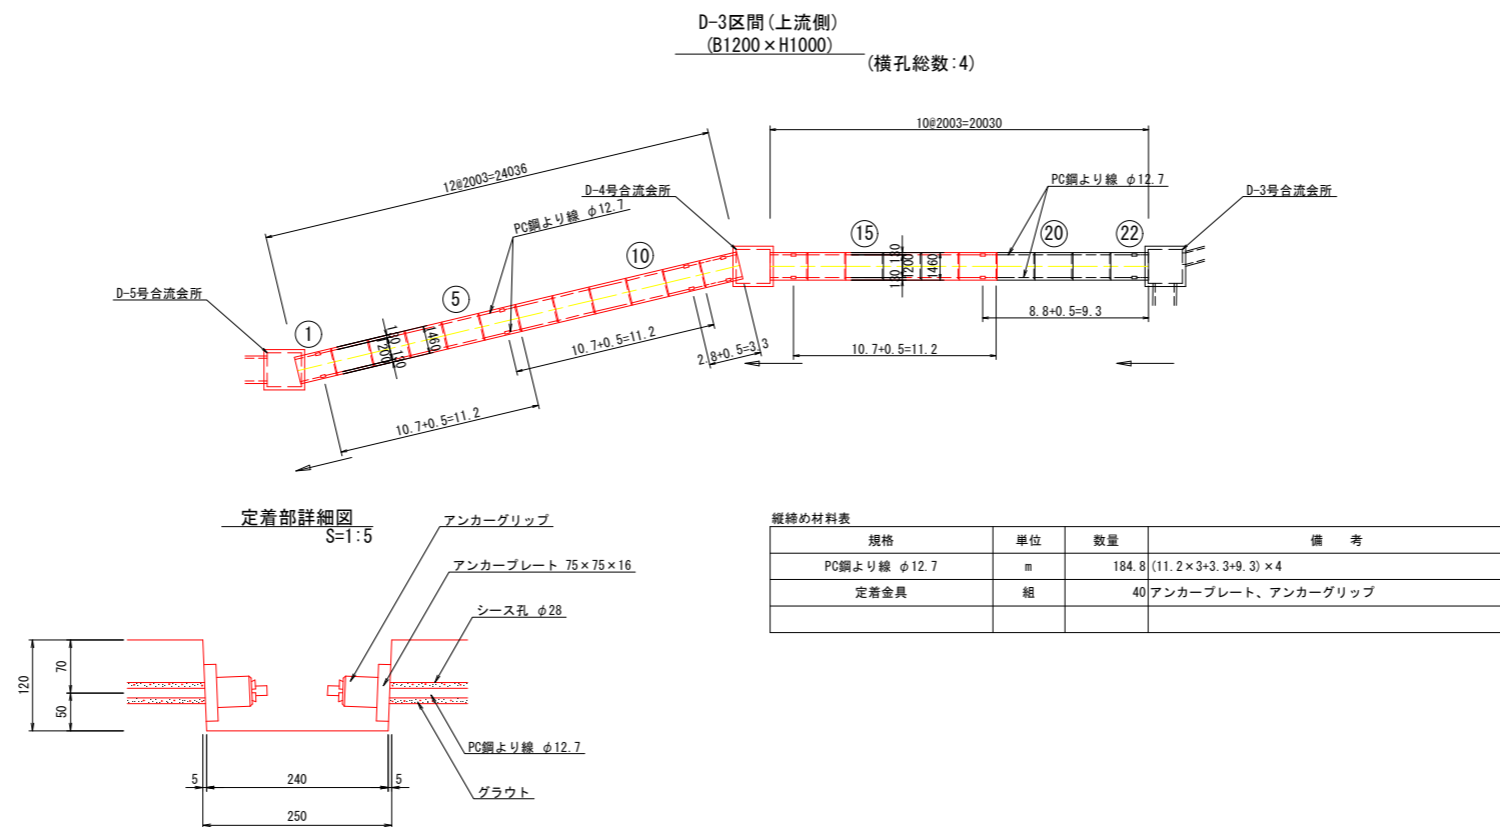 D-3区間(上流側)
(B1200×H1000)
(横孔総数:4)
10@2003=20030
12@2003=24036
D-4号合流会所
PC鋼より線 φ12.7
D-3号合流会所
PC鋼より線 φ12.7
⑮
⑳
㉒
⑩
130
1200
130
1460
D-5号合流会所
⑤
①
130
1200
130
1460
8.8+0.5=9.3
10.7+0.5=11.2
2.8+0.5=3.3
10.7+0.5=11.2
10.7+0.5=11.2
定着部詳細図
S=1:5
アンカーグリップ
アンカープレート 75×75×16
シース孔 φ28
120
70
50
PC鋼より線 φ12.7
5
240
5
グラウト
250
縦締め材料表
規格 単位 数量 備 考
PC鋼より線 φ12.7 m 184.8 (11.2×3+3.3+9.3)×4
定着金具 組 40 アンカープレート、アンカーグリップ